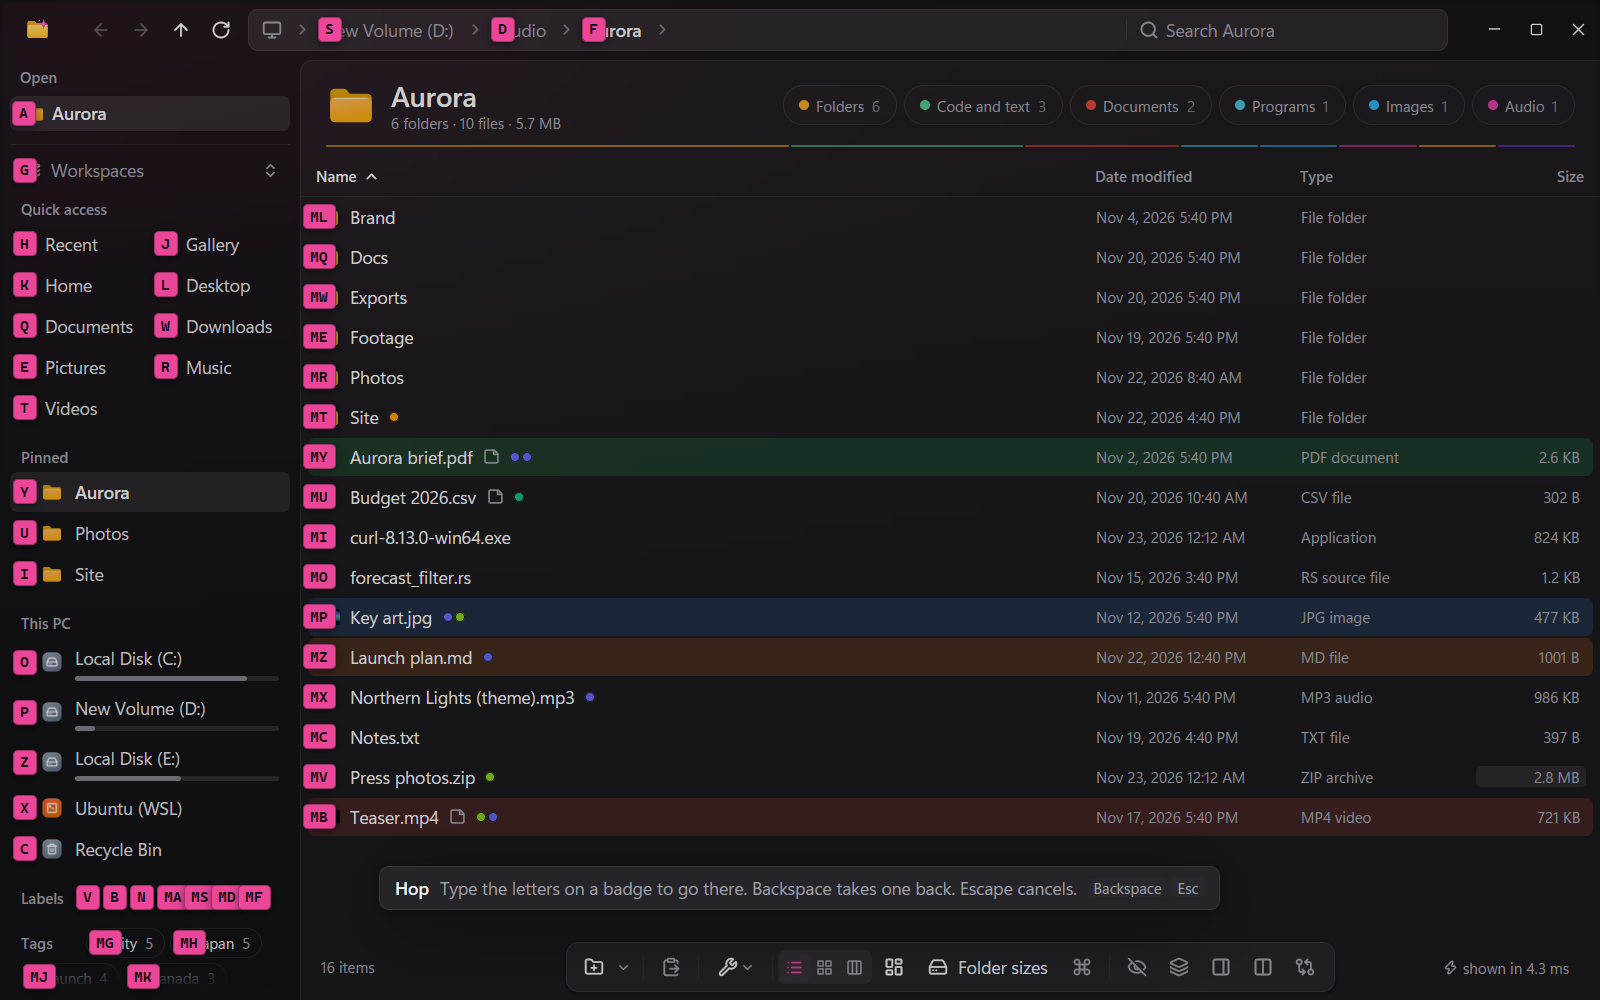 S ew Volume (D:) D udio F urora Search Aurora
Open
A Aurora
G Workspaces
Quick access
H Recent J Gallery
K Home L Desktop
Q Documents W Downloads
E Pictures R Music
T Videos
Pinned
Y Aurora
U Photos
I Site
This PC
O Local Disk (C:)
P New Volume (D:)
Z Local Disk (E:)
X Ubuntu (WSL)
C Recycle Bin
Labels V B N MA MS MD MF
Tags MG ity 5 MH apan 5
MJ aunch 4 MK anada 3
Aurora
6 folders · 10 files · 5.7 MB
Folders 6 Code and text 3 Documents 2 Programs 1 Images 1 Audio 1
Name Date modified Type Size
ML Brand Nov 4, 2026 5:40 PM File folder
MQ Docs Nov 20, 2026 5:40 PM File folder
MW Exports Nov 20, 2026 5:40 PM File folder
ME Footage Nov 19, 2026 5:40 PM File folder
MR Photos Nov 22, 2026 8:40 AM File folder
MT Site Nov 22, 2026 4:40 PM File folder
MY Aurora brief.pdf Nov 2, 2026 5:40 PM PDF document 2.6 KB
MU Budget 2026.csv Nov 20, 2026 10:40 AM CSV file 302 B
MI curl-8.13.0-win64.exe Nov 23, 2026 12:12 AM Application 824 KB
MO forecast_filter.rs Nov 15, 2026 3:40 PM RS source file 1.2 KB
MP Key art.jpg Nov 12, 2026 5:40 PM JPG image 477 KB
MZ Launch plan.md Nov 22, 2026 12:40 PM MD file 1001 B
MX Northern Lights (theme).mp3 Nov 11, 2026 5:40 PM MP3 audio 986 KB
MC Notes.txt Nov 19, 2026 4:40 PM TXT file 397 B
MV Press photos.zip Nov 23, 2026 12:12 AM ZIP archive 2.8 MB
MB Teaser.mp4 Nov 17, 2026 5:40 PM MP4 video 721 KB
Hop Type the letters on a badge to go there. Backspace takes one back. Escape cancels. Backspace Esc
16 items Folder sizes shown in 4.3 ms